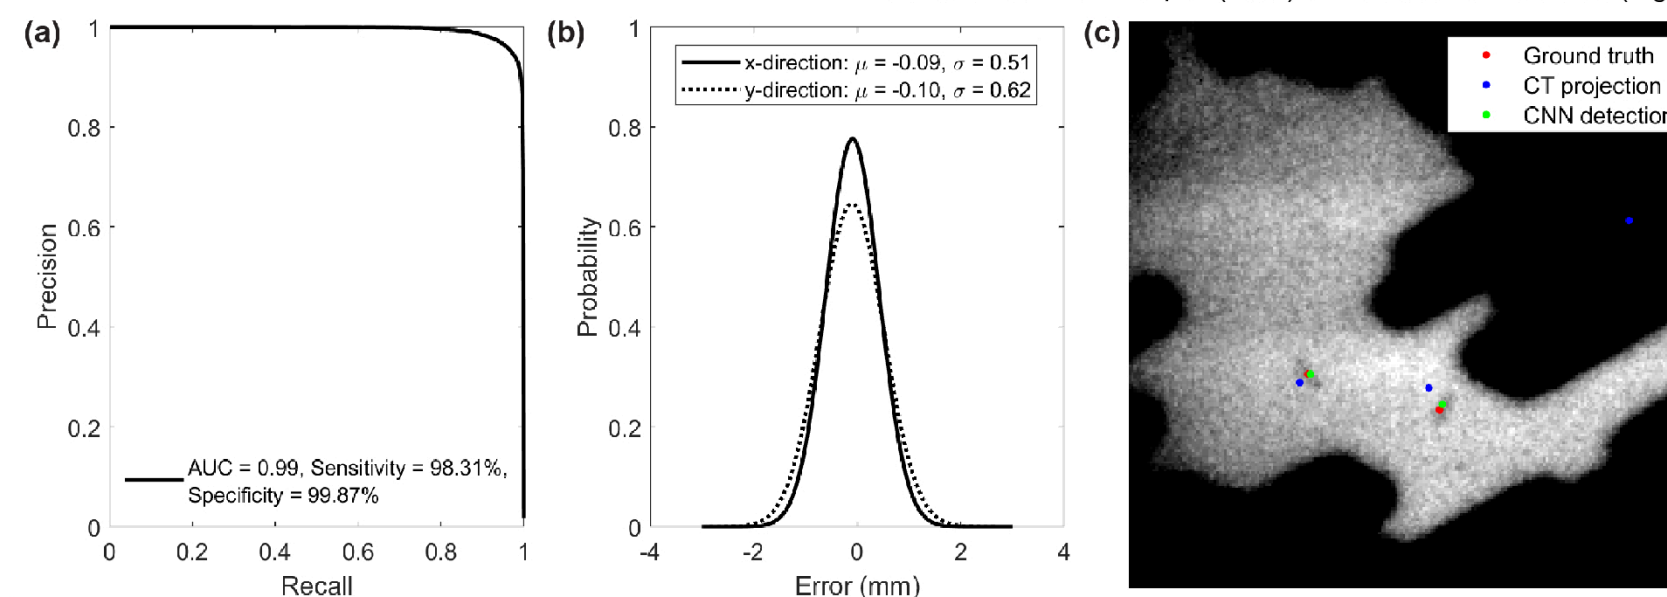 (a)
1
0.8
0.6
0.4
0.2
0
Precision
AUC = 0.99, Sensitivity = 98.31%,
Specificity = 99.87%
0 0.2 0.4 0.6 0.8 1
Recall
(b)
1
0.8
0.6
0.4
0.2
0
Probability
x-direction: μ = -0.09, σ = 0.51
y-direction: μ = -0.10, σ = 0.62
-4 -2 0 2 4
Error (mm)
(c)
Ground truth
CT projection
CNN detection